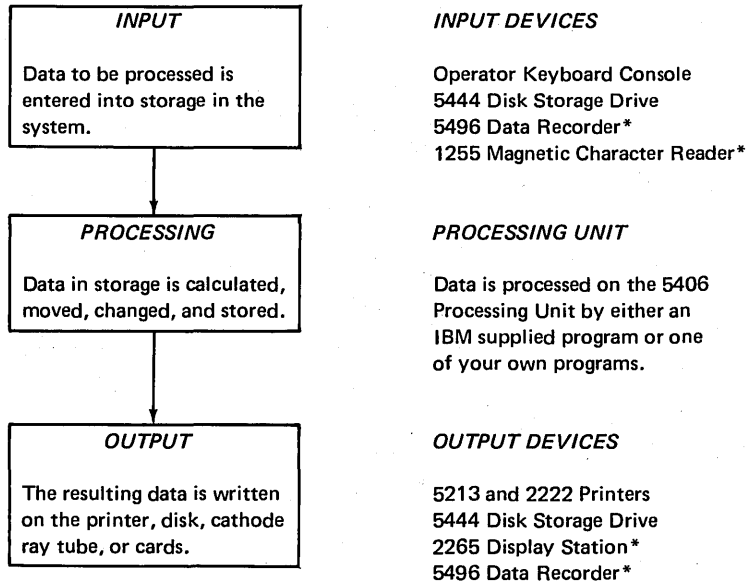 INPUT
Data to be processed is
entered into storage in the
system.
INPUT DEVICES
Operator Keyboard Console
5444 Disk Storage Drive
5496 Data Recorder*
1255 Magnetic Character Reader*
PROCESSING
Data in storage is calculated,
moved, changed, and stored.
PROCESSING UNIT
Data is processed on the 5406
Processing Unit by either an
IBM supplied program or one
of your own programs.
OUTPUT
The resulting data is written
on the printer, disk, cathode
ray tube, or cards.
OUTPUT DEVICES
5213 and 2222 Printers
5444 Disk Storage Drive
2265 Display Station*
5496 Data Recorder*